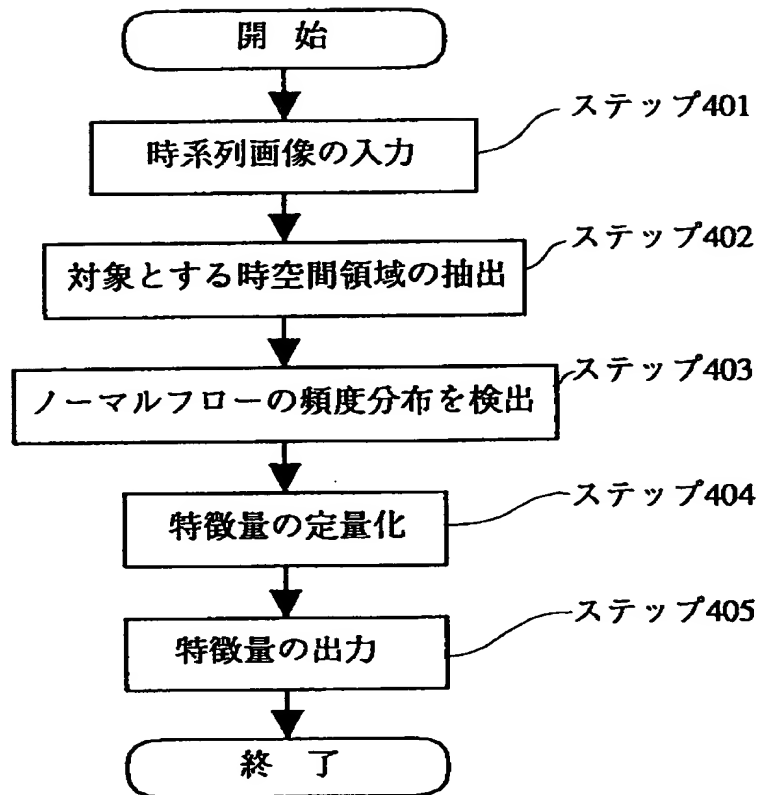 開 始
ステップ401
時系列画像の入力
ステップ402
対象とする時空間領域の抽出
ステップ403
ノーマルフローの頻度分布を検出
ステップ404
特徴量の定量化
ステップ405
特徴量の出力
終 了